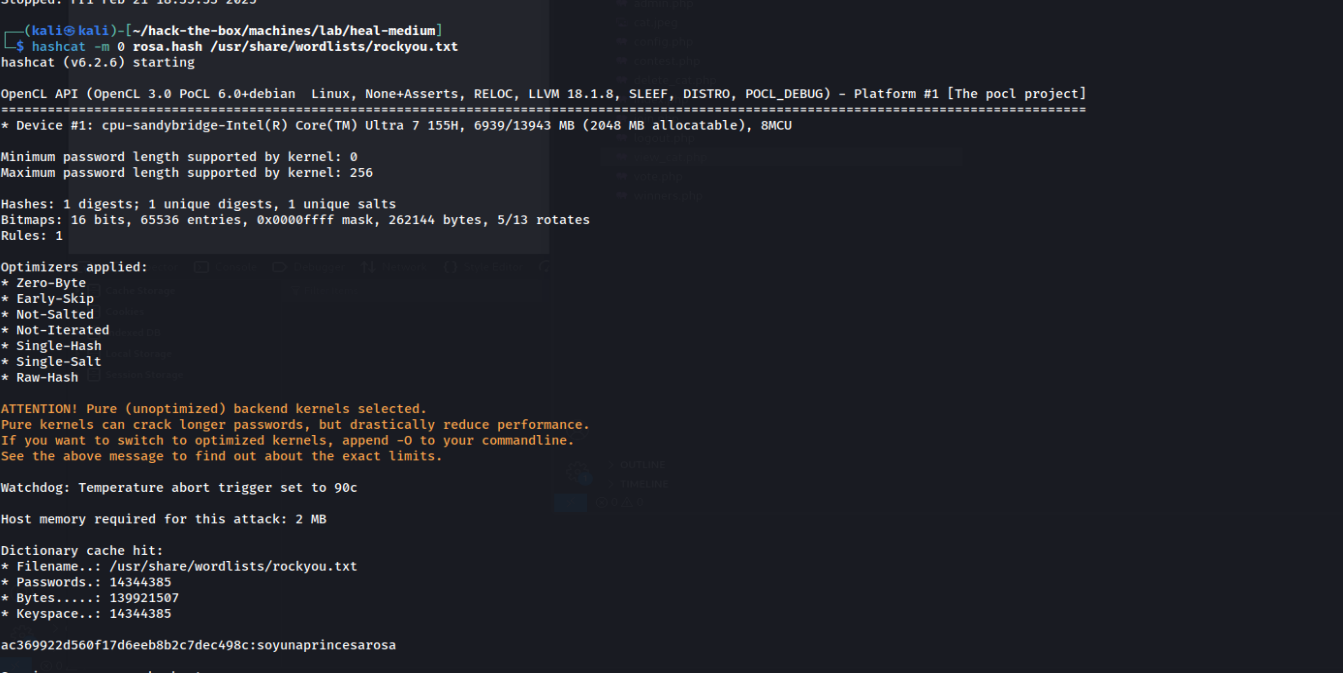 Stopped: Fri Feb 21 18:39:53 2025
(kali㉿kali)-[~/hack-the-box/machines/lab/heal-medium]
$ hashcat -m 0 rosa.hash /usr/share/wordlists/rockyou.txt
hashcat (v6.2.6) starting
OpenCL API (OpenCL 3.0 PoCL 6.0+debian  Linux, None+Asserts, RELOC, LLVM 18.1.8, SLEEF, DISTRO, POCL_DEBUG) - Platform #1 [The pocl project]
============================================================================================================================================
* Device #1: cpu-sandybridge-Intel(R) Core(TM) Ultra 7 155H, 6939/13943 MB (2048 MB allocatable), 8MCU
Minimum password length supported by kernel: 0
Maximum password length supported by kernel: 256
Hashes: 1 digests; 1 unique digests, 1 unique salts
Bitmaps: 16 bits, 65536 entries, 0x0000ffff mask, 262144 bytes, 5/13 rotates
Rules: 1
Optimizers applied:
* Zero-Byte
* Early-Skip
* Not-Salted
* Not-Iterated
* Single-Hash
* Single-Salt
* Raw-Hash
ATTENTION! Pure (unoptimized) backend kernels selected.
Pure kernels can crack longer passwords, but drastically reduce performance.
If you want to switch to optimized kernels, append -O to your commandline.
See the above message to find out about the exact limits.
Watchdog: Temperature abort trigger set to 90c
Host memory required for this attack: 2 MB
Dictionary cache hit:
* Filename..: /usr/share/wordlists/rockyou.txt
* Passwords.: 14344385
* Bytes.....: 139921507
* Keyspace..: 14344385
ac369922d560f17d6eeb8b2c7dec498c:soyunaprincesarosa